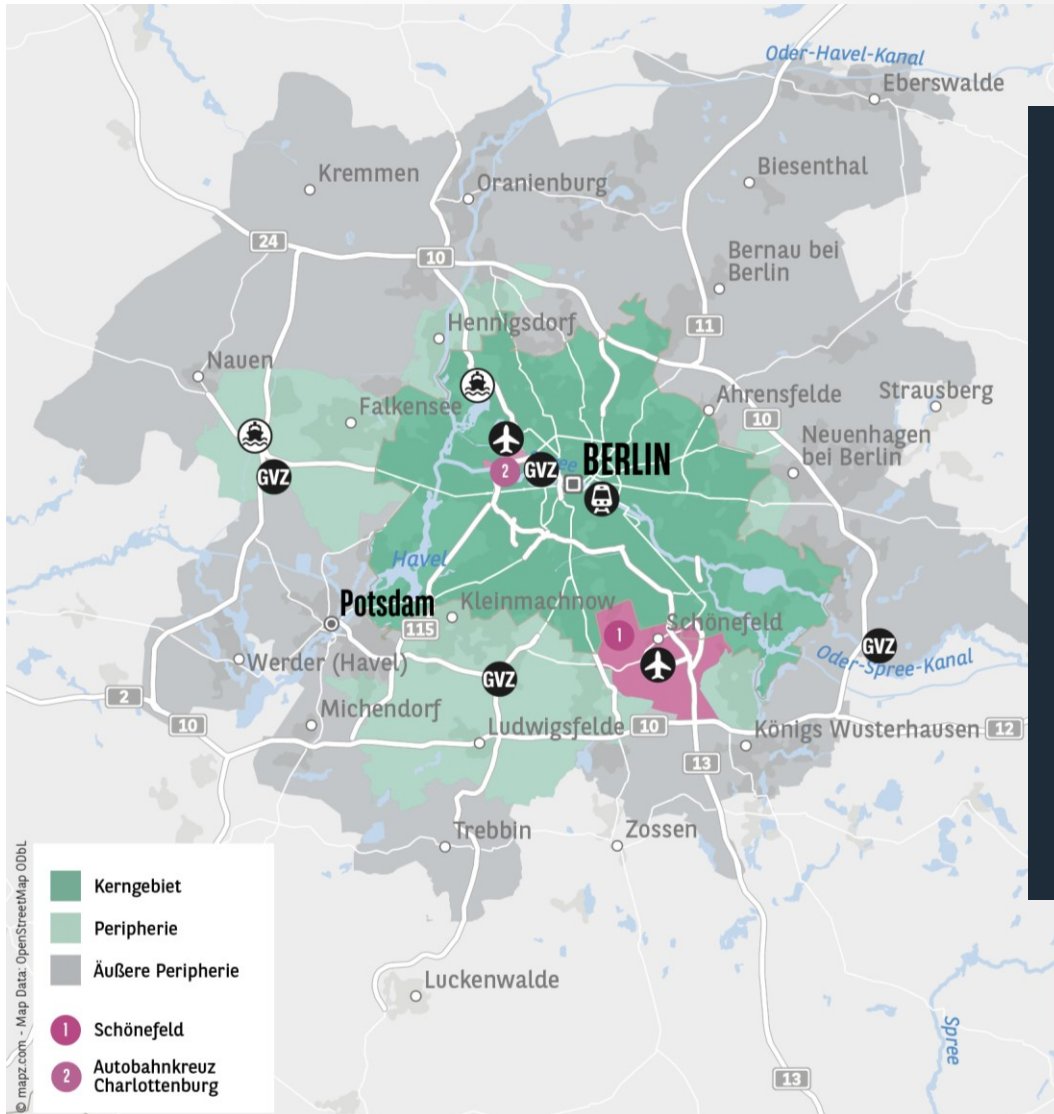 Oder-Havel-Kanal
Eberswalde
Kremmen
Oranienburg
Biesenthal
24
10
Bernau bei
Berlin
Hennigsdorf
11
Nauen
Falkensee
Ahrensfelde
Strausberg
10
Neuenhagen
bei Berlin
GVZ
2
GVZ
ee
BERLIN
Havel
Potsdam
Kleinmachnow
115
1
Schönefeld
GVZ
Werder (Havel)
GVZ
Oder-Spree-Kanal
2
10
Michendorf
Ludwigsfelde
10
Königs Wusterhausen
12
13
Trebbin
Zossen
Luckenwalde
Spree
13
Kerngebiet
Peripherie
Äußere Peripherie
1 Schönefeld
2 Autobahnkreuz
Charlottenburg
© mapz.com - Map Data: OpenStreetMap ODbL